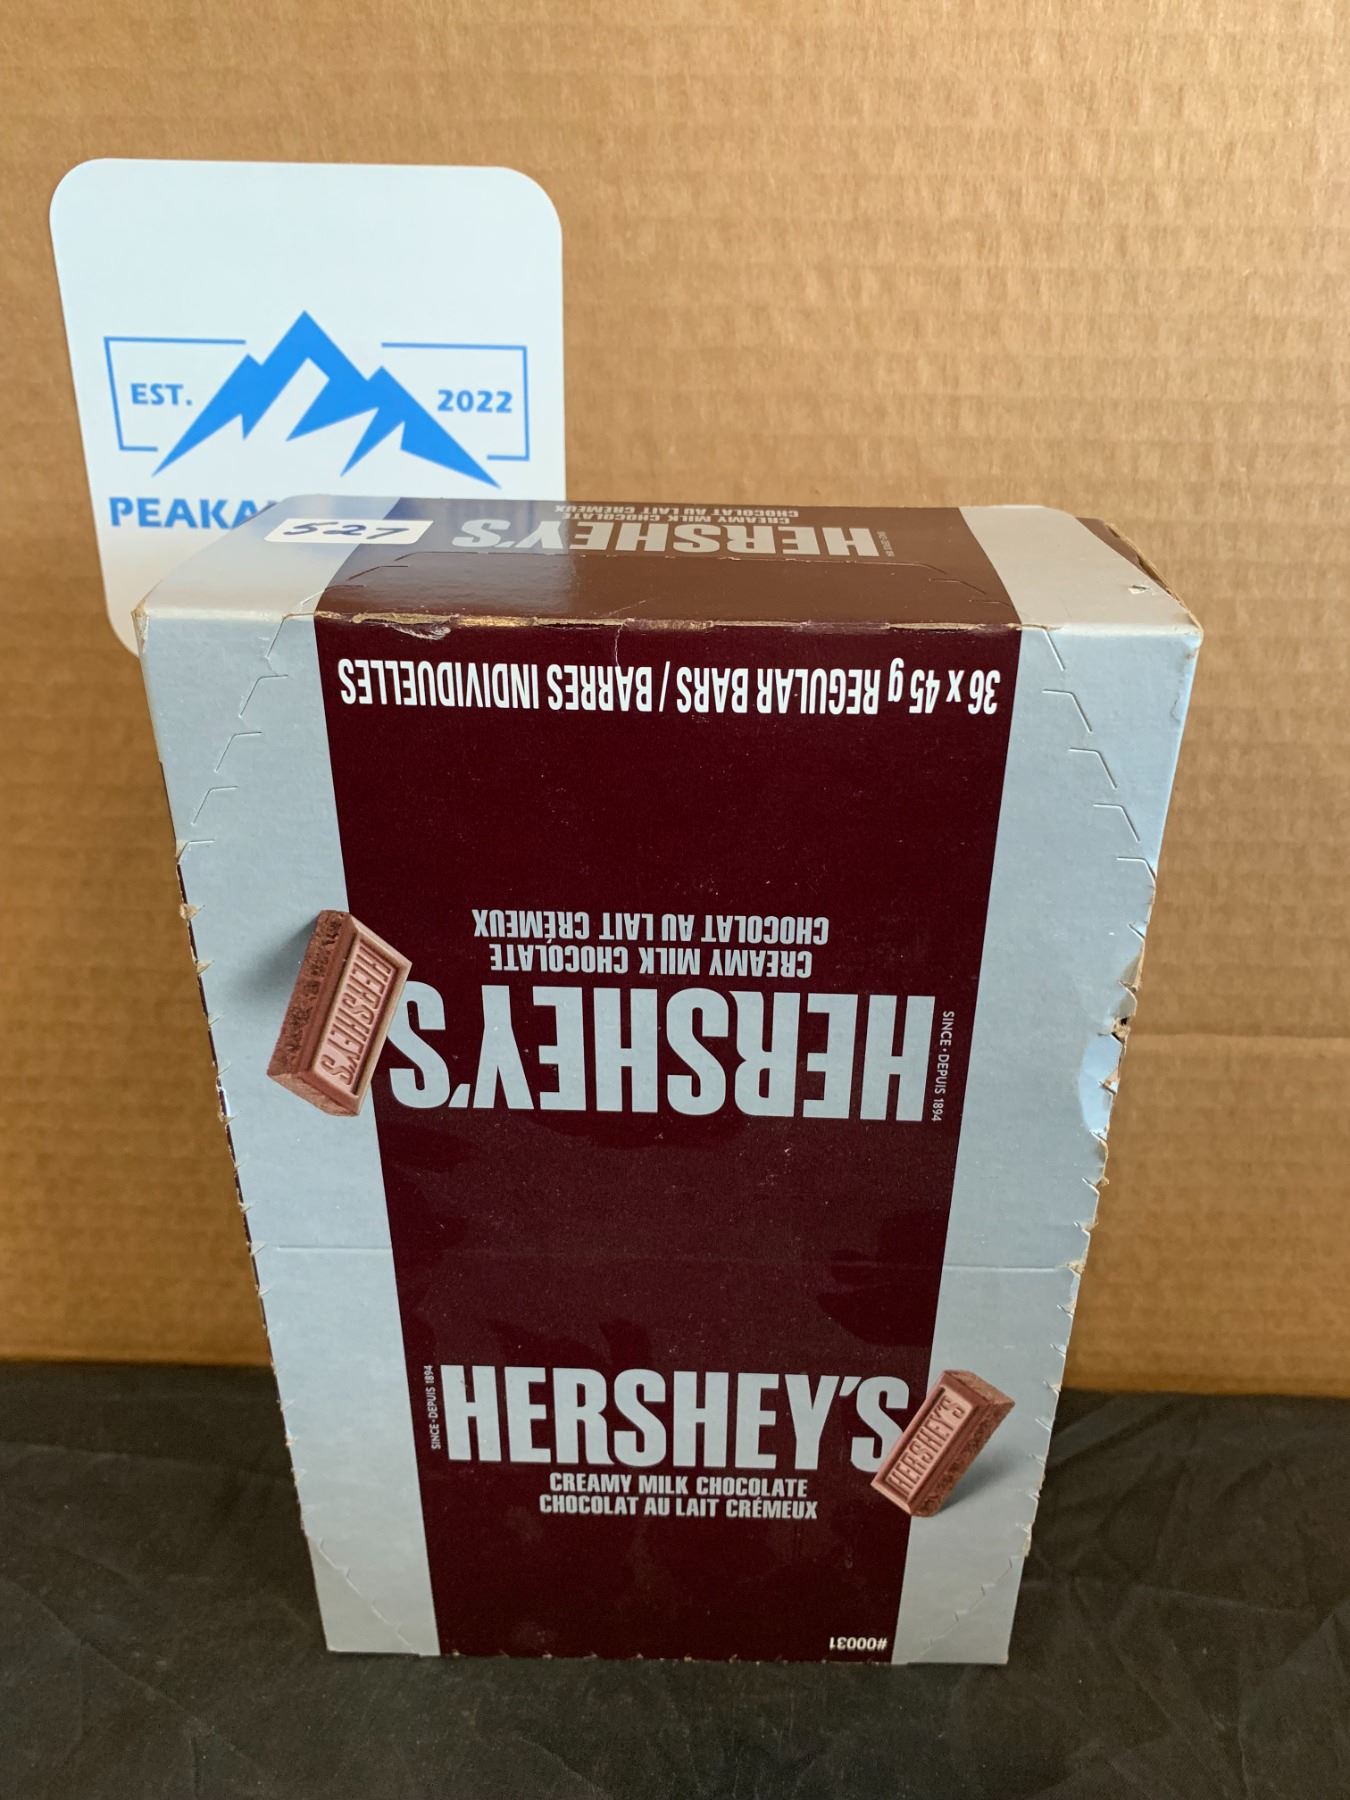 EST.
2022
PEAKA
527
HERSHEY'S
CREAMY MILK CHOCOLATE
CHOCOLAT AU LAIT CRÉMEUX
36 x 45 g REGULAR BARS / BARRES INDIVIDUELLES
SINCE • DEPUIS 1894
HERSHEY'S
CREAMY MILK CHOCOLATE
CHOCOLAT AU LAIT CRÉMEUX
HERSHEY'S
SINCE • DEPUIS 1894
HERSHEY'S
CREAMY MILK CHOCOLATE
CHOCOLAT AU LAIT CRÉMEUX
HERSHEY'S
#00031